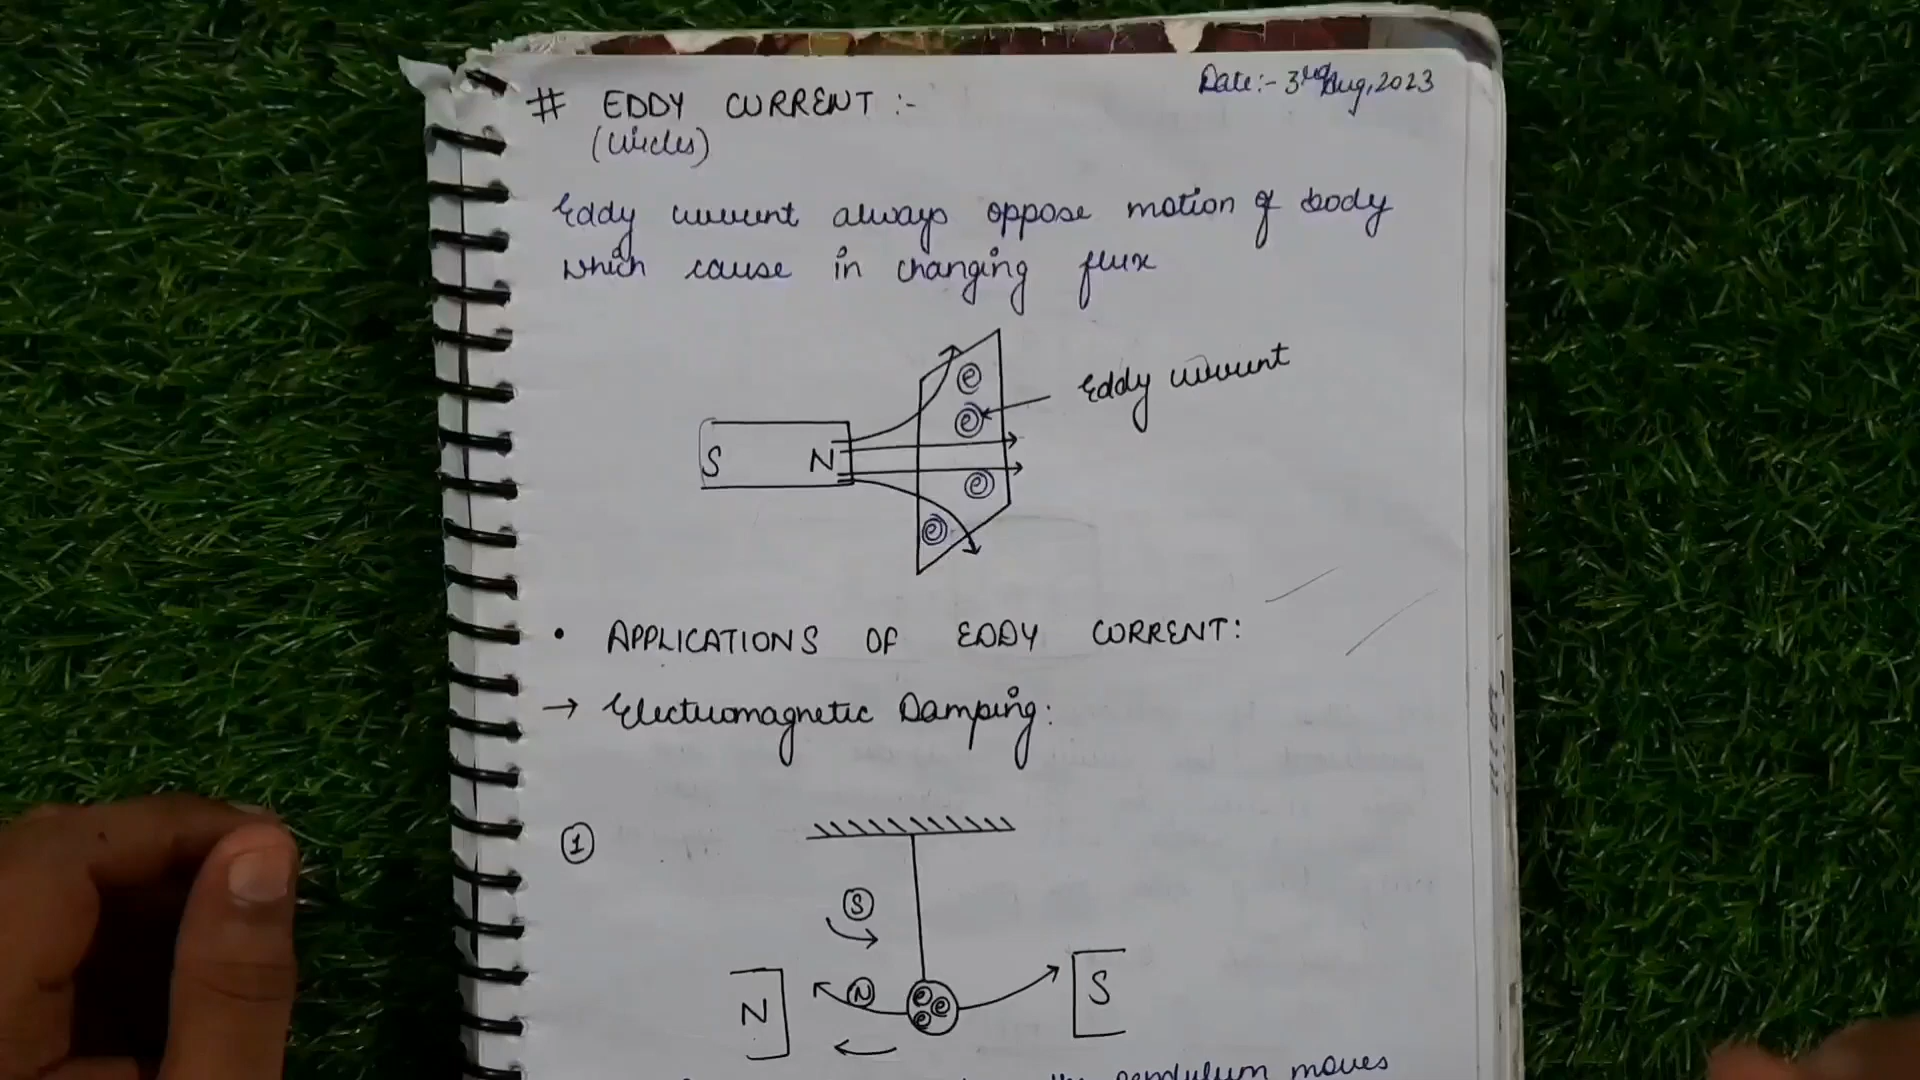 Date:- 3rd Aug, 2023
# EDDY CURRENT :-
(circles)
Eddy current always oppose motion of body
which cause in changing flux
Eddy current
S N
• APPLICATIONS OF EDDY CURRENT:
→ Electromagnetic Damping:
1
S
N
N S
pendulum moves